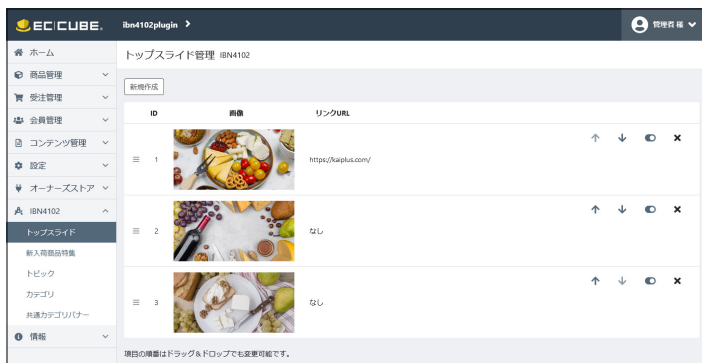 EC CUBE. ibn4102plugin 管理者 様
ホーム
商品管理
受注管理
会員管理
コンテンツ管理
設定
オーナーズストア
IBN4102
トップスライド
新入荷商品特集
トピック
カテゴリ
共通カテゴリバナー
情報
トップスライド管理 IBN4102
新規作成
ID 画像 リンクURL
1 https://kaiplus.com/
2 なし
3 なし
項目の順番はドラッグ＆ドロップでも変更可能です。